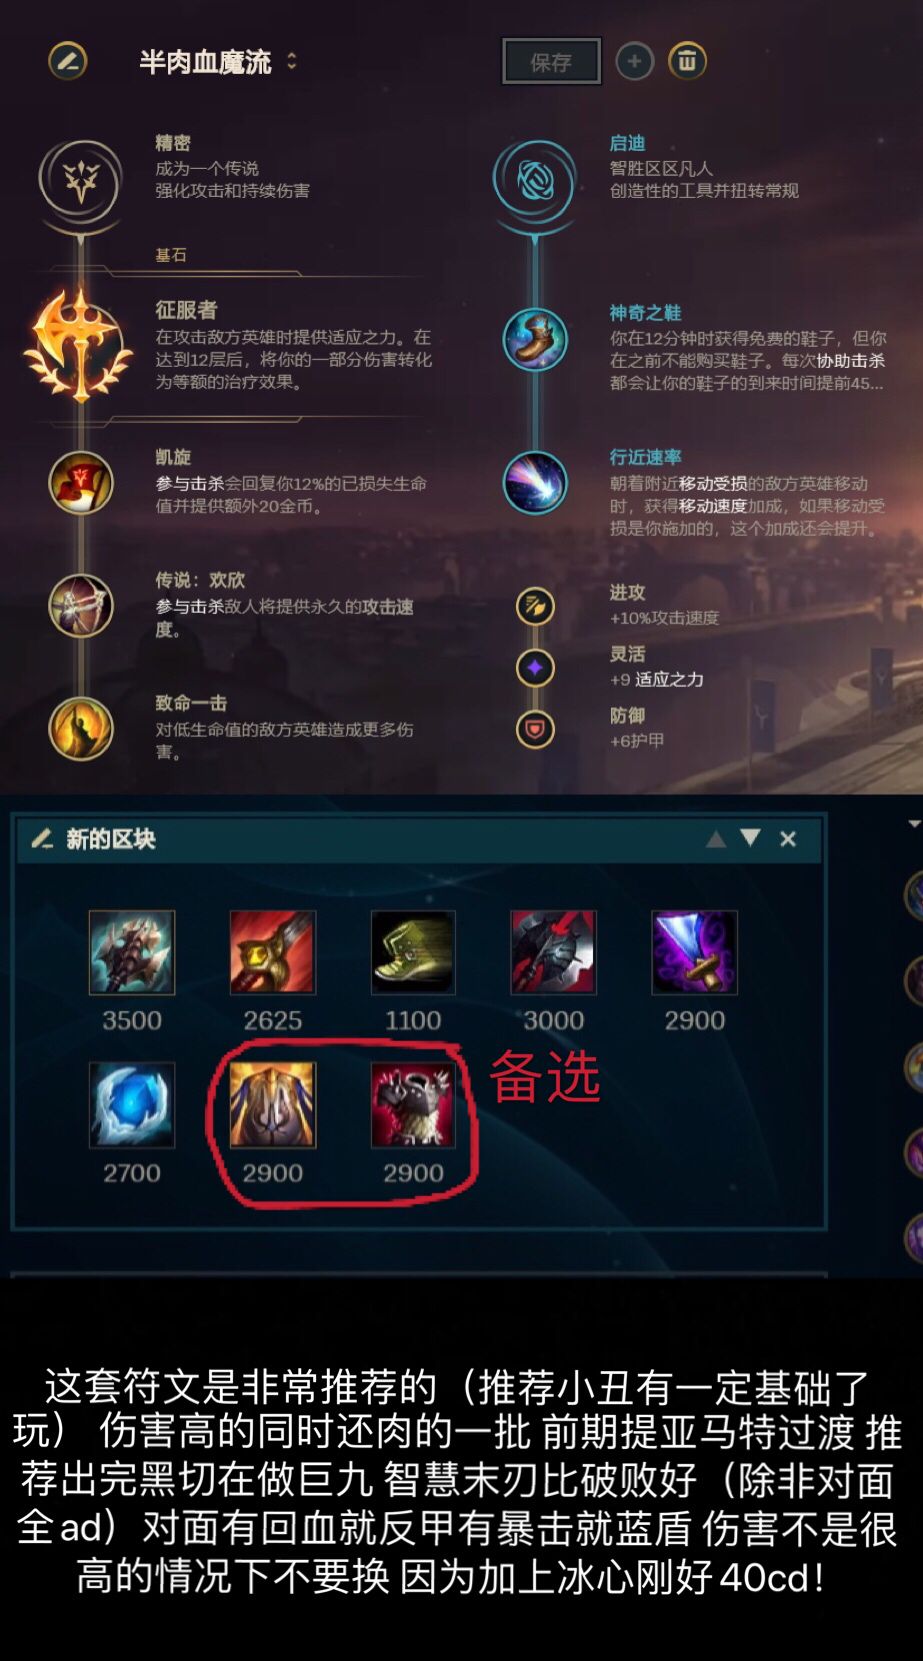 半肉血魔流
保存
精密
成为一个传说
强化攻击和持续伤害
基石
征服者
在攻击敌方英雄时提供适应之力。在
达到12层后，将你的一部分伤害转化
为等额的治疗效果。
凯旋
参与击杀会回复你12%的已损失生命
值并提供额外20金币。
传说：欢欣
参与击杀敌人将提供永久的攻击速
度。
致命一击
对低生命值的敌方英雄造成更多伤
害。
启迪
智胜区区凡人
创造性的工具并扭转常规
神奇之鞋
你在12分钟时获得免费的鞋子，但你
在之前不能购买鞋子。每次协助击杀
都会让你的鞋子的到来时间提前45...
行近速率
朝着附近移动受损的敌方英雄移动
时，获得移动速度加成，如果移动受
损是你施加的，这个加成还会提升。
进攻
+10%攻击速度
灵活
+9 适应之力
防御
+6护甲
新的区块
3500 2625 1100 3000 2900
备选
2700 2900 2900
这套符文是非常推荐的（推荐小丑有一定基础了
玩） 伤害高的同时还肉的一批 前期提亚马特过渡 推
荐出完黑切在做巨九 智慧末刃比破败好（除非对面
全ad）对面有回血就反甲有暴击就蓝盾 伤害不是很
高的情况下不要换 因为加上冰心刚好40cd！